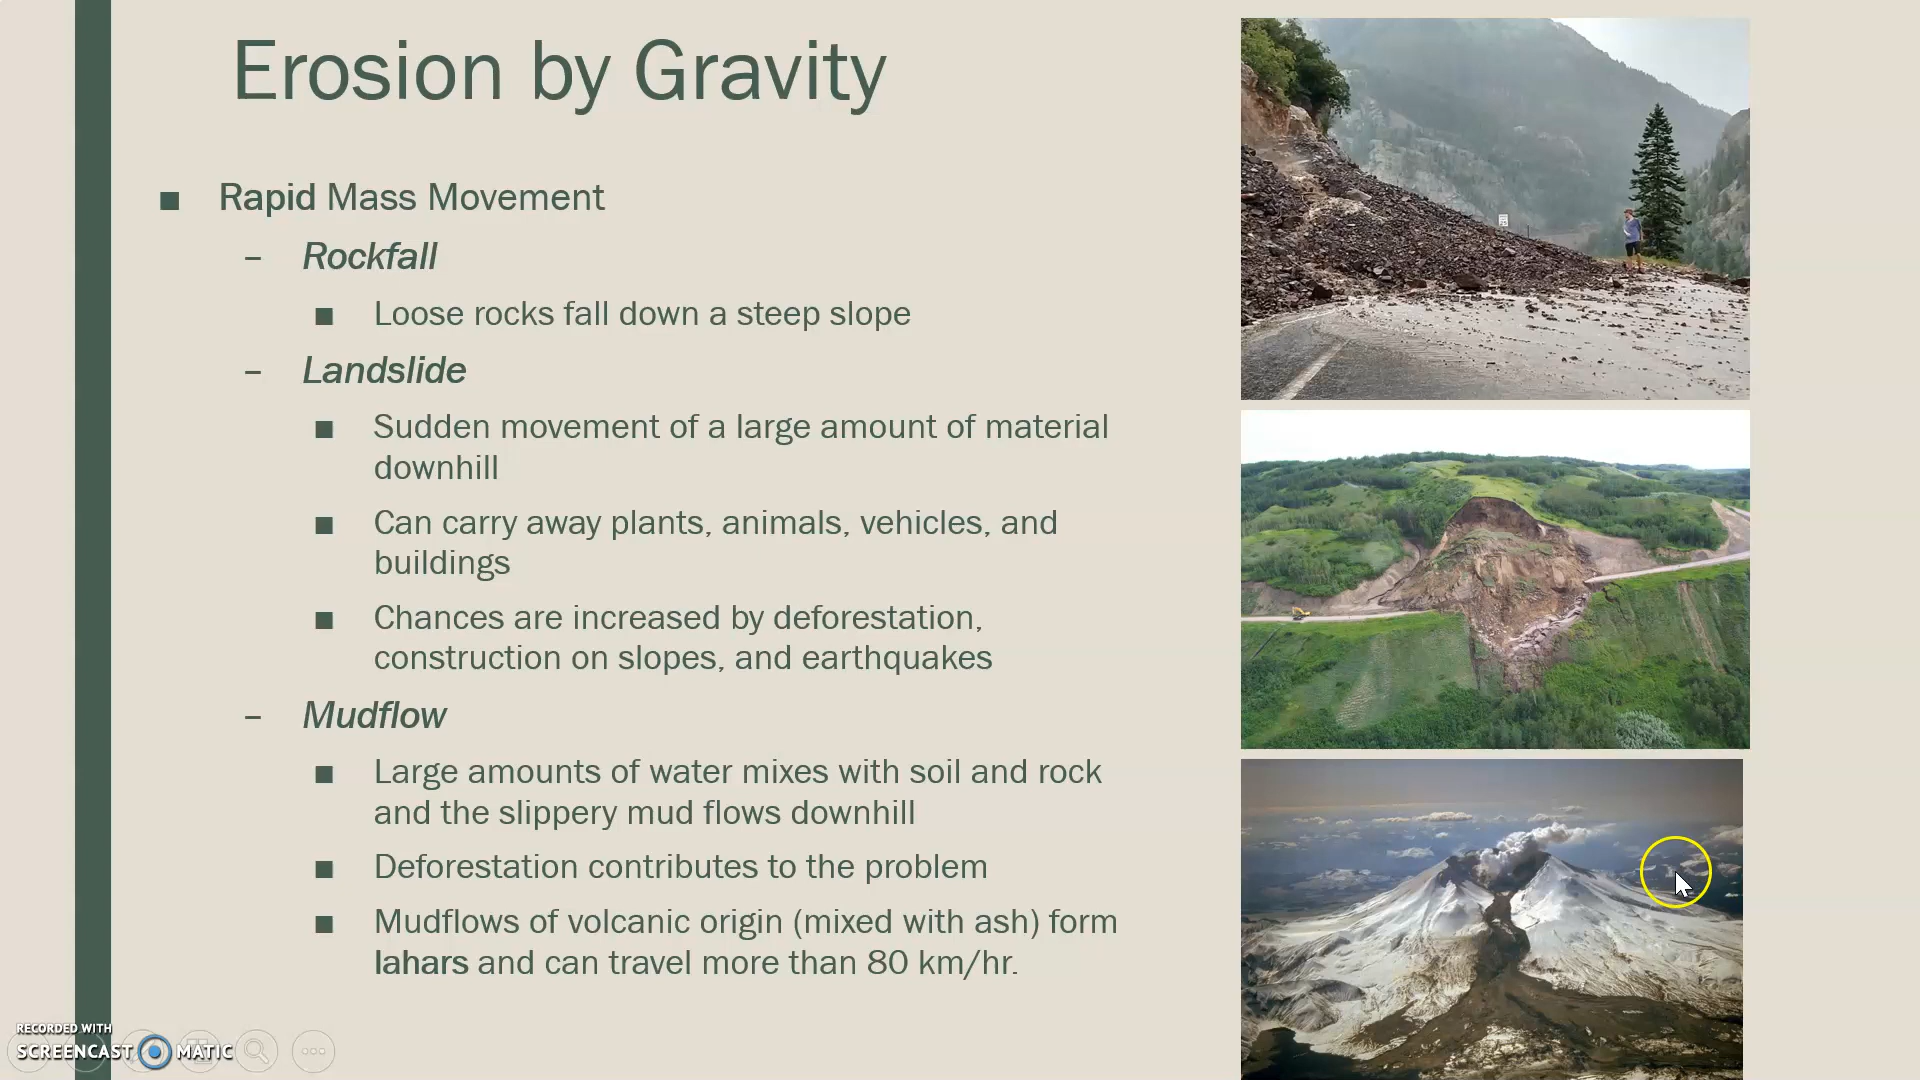 Erosion by Gravity
■ Rapid Mass Movement
– Rockfall
■ Loose rocks fall down a steep slope
– Landslide
■ Sudden movement of a large amount of material
downhill
■ Can carry away plants, animals, vehicles, and
buildings
■ Chances are increased by deforestation,
construction on slopes, and earthquakes
– Mudflow
■ Large amounts of water mixes with soil and rock
and the slippery mud flows downhill
■ Deforestation contributes to the problem
■ Mudflows of volcanic origin (mixed with ash) form
lahars and can travel more than 80 km/hr.
RECORDED WITH
SCREENCAST MATIC